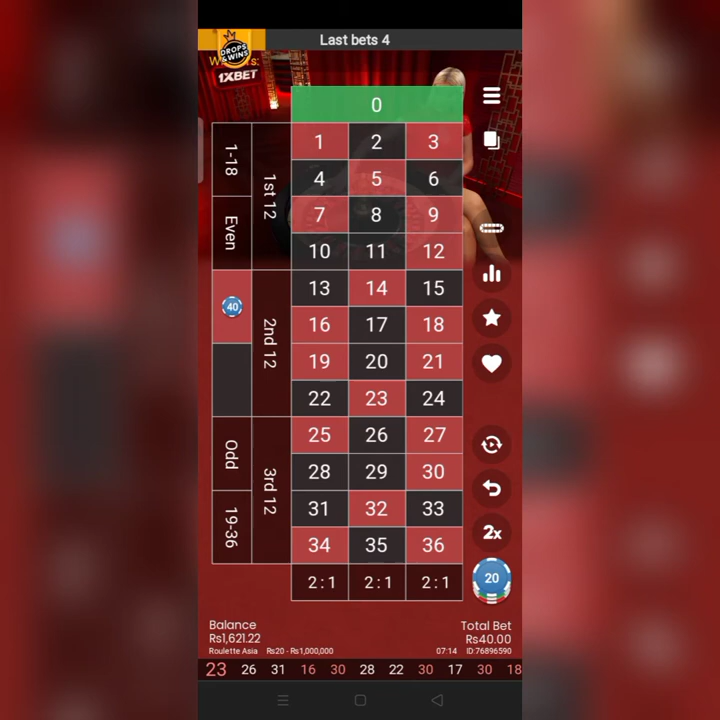 Last bets 4
W
s:
DROPS
&WINS
1XBET
0
1-18
1st 12
1 2 3
4 5 6
Even
7 8 9
10 11 12
40
2nd 12
13 14 15
16 17 18
19 20 21
22 23 24
Odd
3rd 12
25 26 27
28 29 30
19-36
31 32 33
34 35 36
2:1 2:1 2:1
2x
20
Balance
Rs1,621.22
Total Bet
Rs40.00
Roulette Asia Rs20 - Rs1,000,000 07:14 ID:76896590
23 26 31 16 30 28 22 30 17 30 18